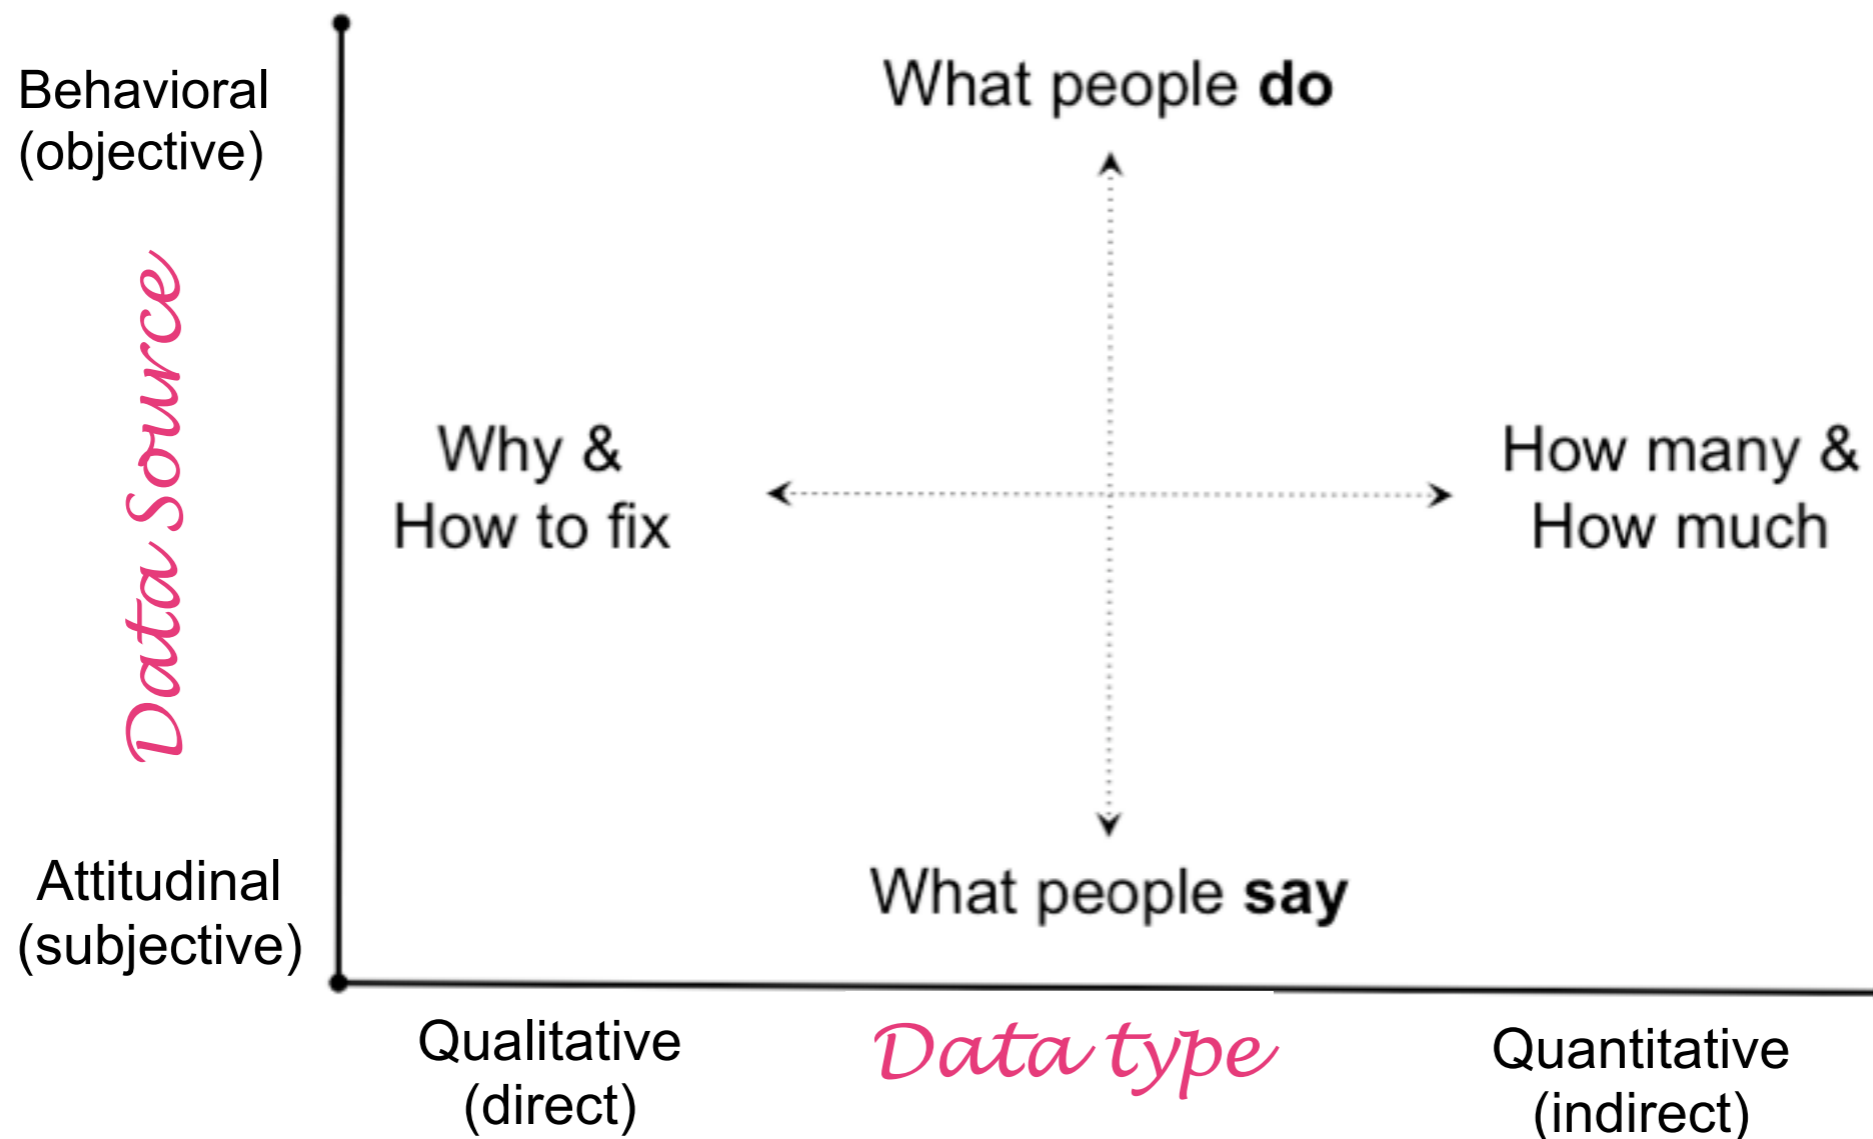 Behavioral
(objective)
What people do
Data Source
Why &
How to fix
How many &
How much
Attitudinal
(subjective)
What people say
Qualitative
(direct)
Data type
Quantitative
(indirect)